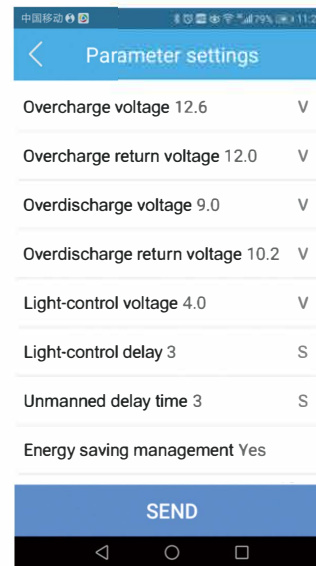 中国移动
79% 11:2
Parameter settings
Overcharge voltage 12.6 V
Overcharge return voltage 12.0 V
Overdischarge voltage 9.0 V
Overdischarge return voltage 10.2 V
Light-control voltage 4.0 V
Light-control delay 3 S
Unmanned delay time 3 S
Energy saving management Yes
SEND